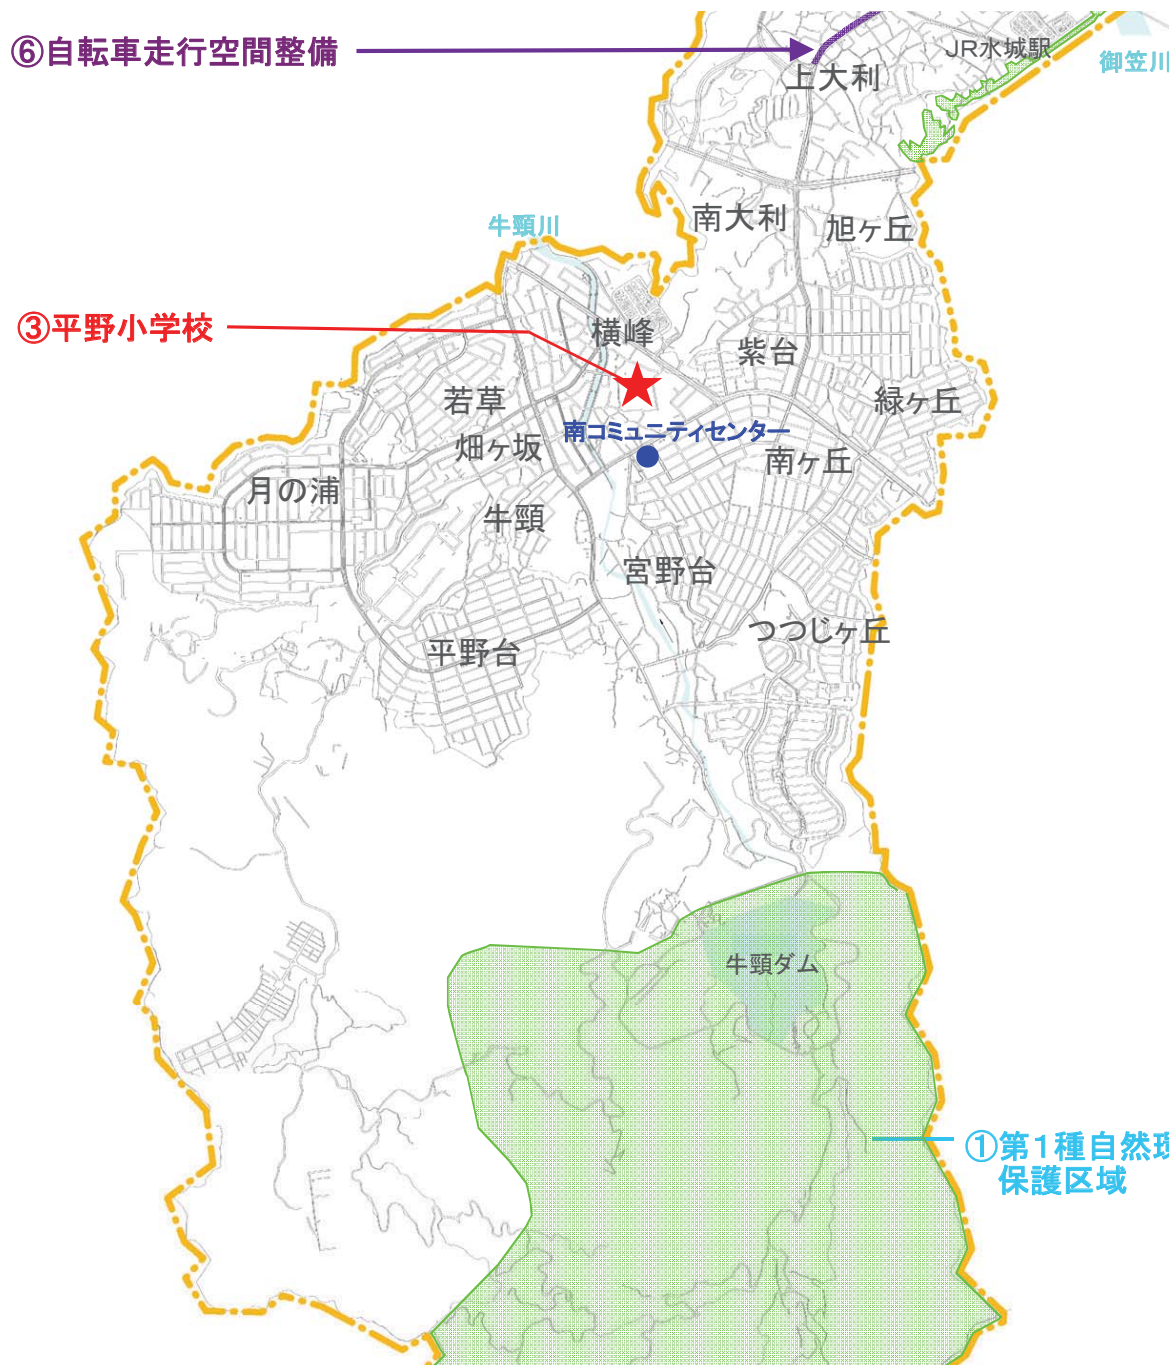 ⑥自転車走行空間整備
JR水城駅
御笠川
上大利
南大利
旭ヶ丘
牛頸川
③平野小学校
横峰
紫台
若草
緑ヶ丘
南コミュニティセンター
畑ヶ坂
南ヶ丘
月の浦
牛頸
宮野台
つつじヶ丘
平野台
牛頸ダム
①第1種自然環
保護区域